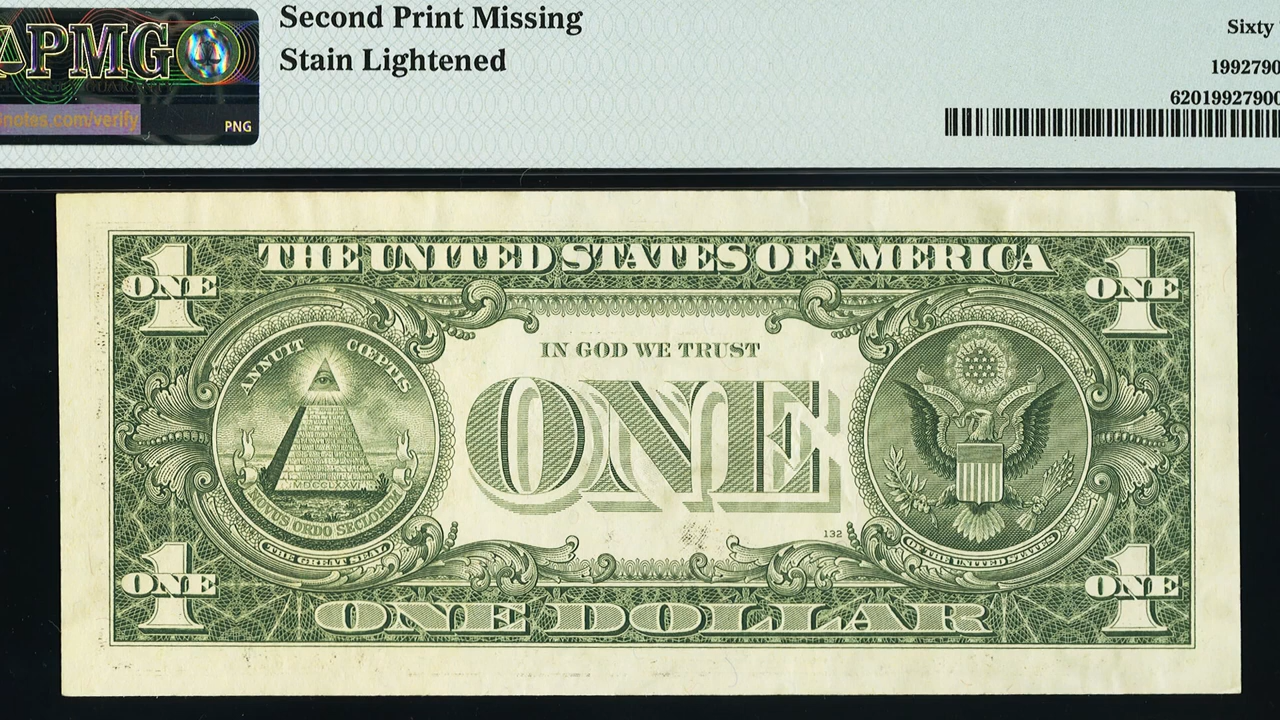 PMG
Second Print Missing
Stain Lightened
Sixty
1992790
62019927900
notes.com/verify
PNG
THE UNITED STATES OF AMERICA
1
ONE
1
ONE
ANNUIT CŒPTIS
IN GOD WE TRUST
ONE
MDCCLXXVI
NOVUS ORDO SECLORUM
THE GREAT SEAL
132
OF THE UNITED STATES
1
ONE
1
ONE
ONE DOLLAR